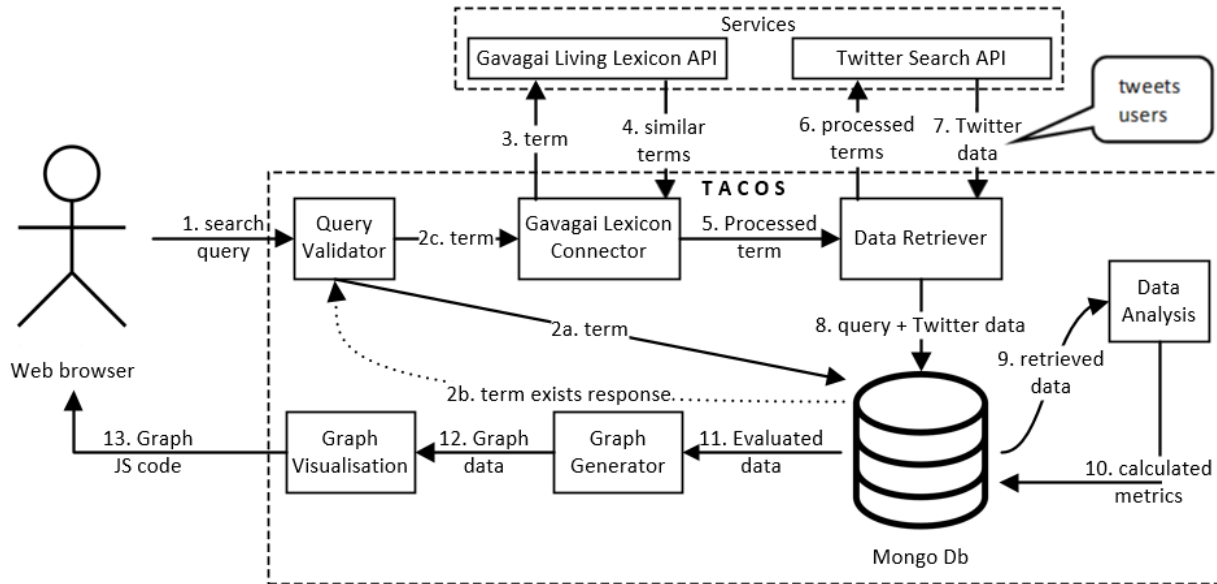 Services
Gavagai Living Lexicon API
Twitter Search API
tweets
users
3. term
4. similar
terms
6. processed
terms
7. Twitter
data
T A C O S
1. search
query
Query
Validator
2c. term
Gavagai Lexicon
Connector
5. Processed
term
Data Retriever
Data
Analysis
2a. term
8. query + Twitter data
9. retrieved
data
Web browser
2b. term exists response
13. Graph
JS code
Graph
Visualisation
12. Graph
data
Graph
Generator
11. Evaluated
data
10. calculated
metrics
Mongo Db